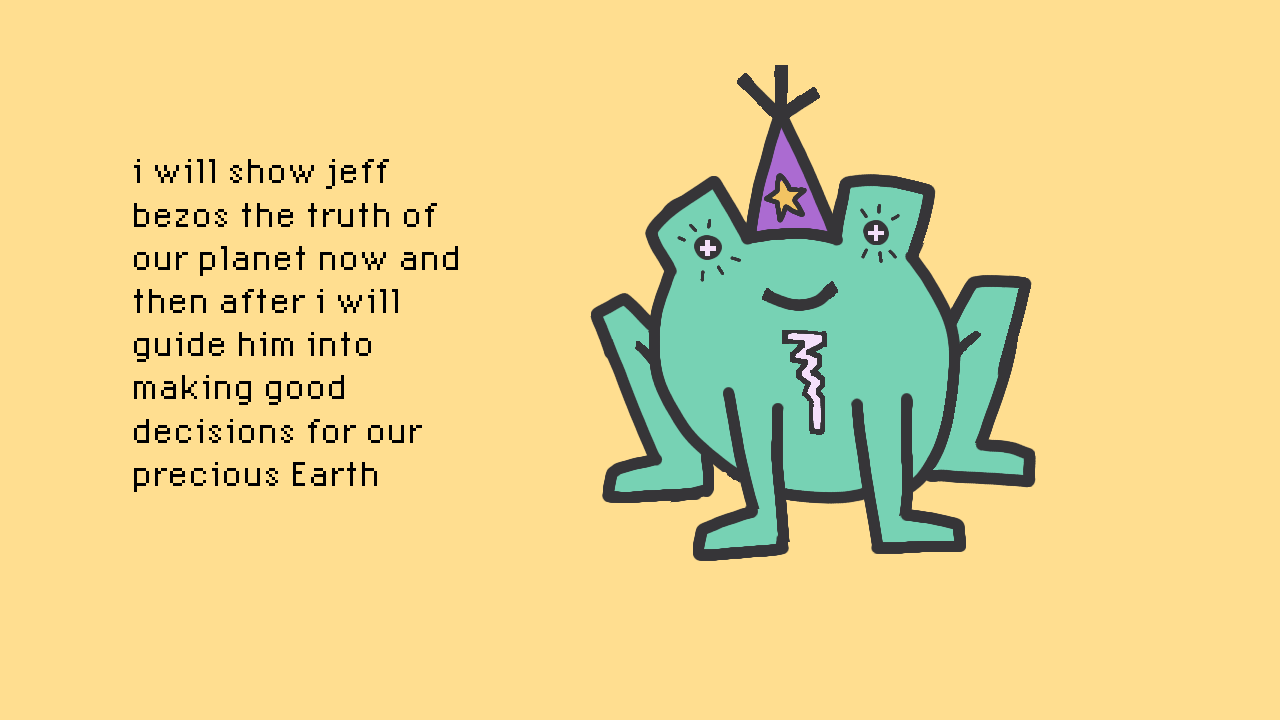 i will show jeff
bezos the truth of
our planet now and
then after i will
guide him into
making good
decisions for our
precious Earth